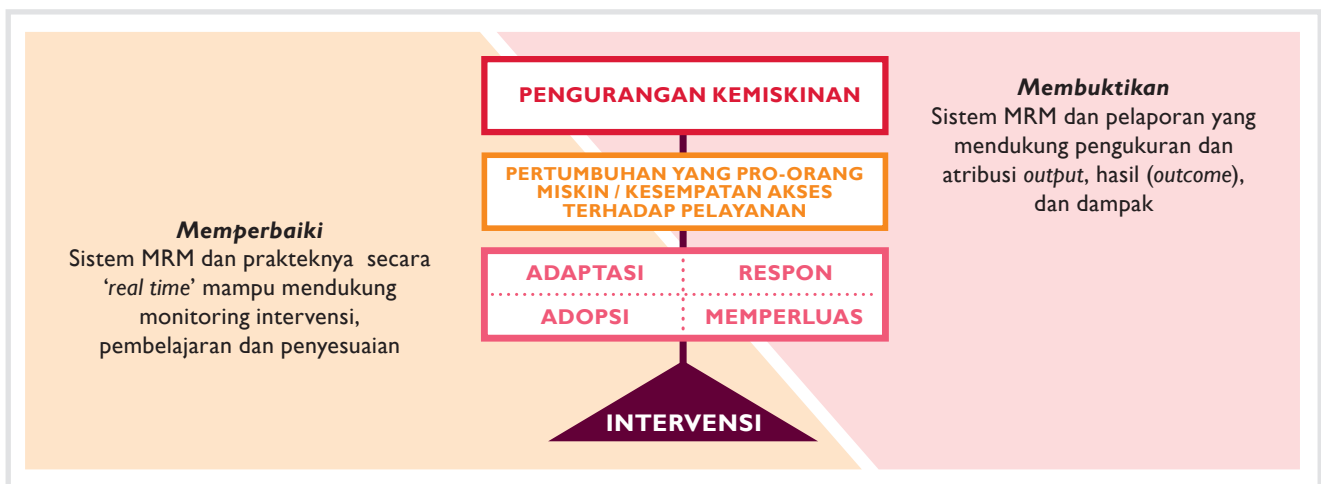 PENGURANGAN KEMISKINAN
PERTUMBUHAN YANG PRO-ORANG
MISKIN / KESEMPATAN AKSES
TERHADAP PELAYANAN
ADAPTASI
RESPON
ADOPSI
MEMPERLUAS
INTERVENSI
Memperbaiki
Sistem MRM dan prakteknya secara
‘real time’ mampu mendukung
monitoring intervensi,
pembelajaran dan penyesuaian
Membuktikan
Sistem MRM dan pelaporan yang
mendukung pengukuran dan
atribusi output, hasil (outcome),
dan dampak